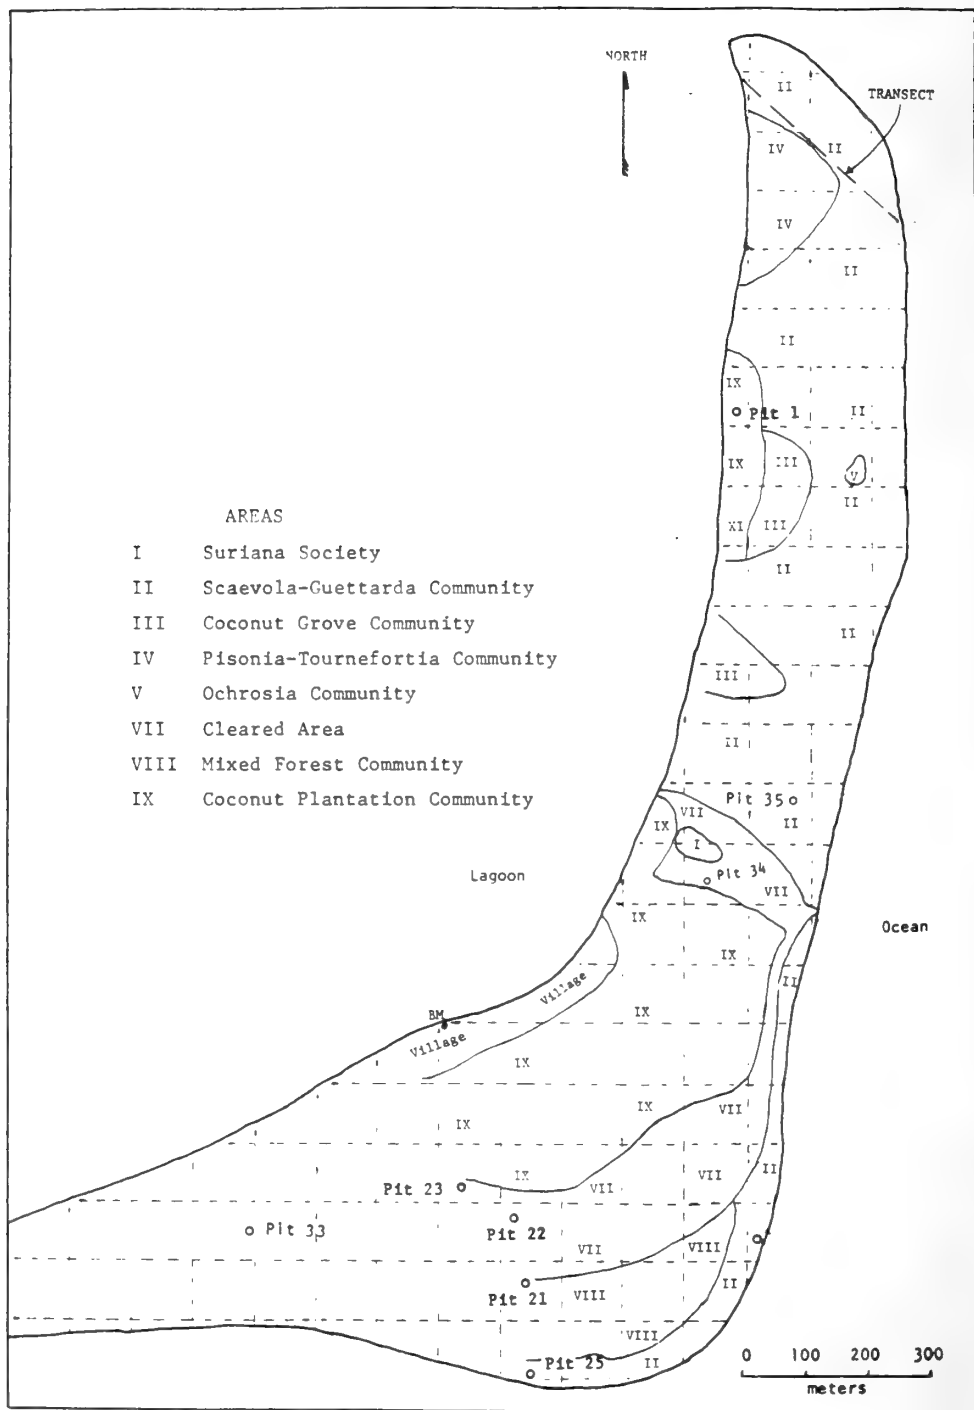 NORTH
II
TRANSECT
IV
II
IV
II
II
IX
Pit 1
II
IX
III
V
II
XI
III
II
AREAS
I Suriana Society
II Scaevola-Guettarda Community
III Coconut Grove Community
IV Pisonia-Tournefortia Community
V Ochrosia Community
VII Cleared Area
VIII Mixed Forest Community
IX Coconut Plantation Community
II
III
II
Pit 35
VII
IX
II
I
Pit 34
VII
Lagoon
IX
Ocean
IX
II
Village
IX
BM
Village
IX
IX
VII
IX
VII
II
IX
VII
Pit 23
Pit 22
Pit 33
VII
VIII
II
Pit 21
VIII
VIII
Pit 25
II
0 100 200 300
meters